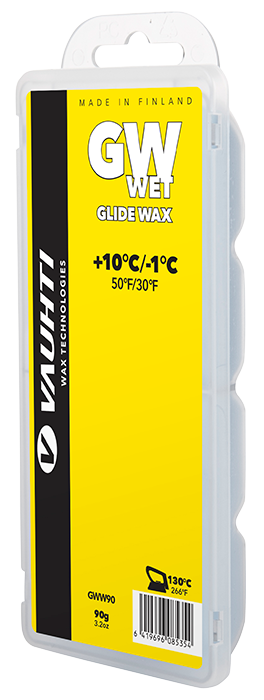 MADE IN FINLAND
GW
WET
GLIDE WAX
+10°C/-1°C
50°F/30°F
VAUHTI
WAX TECHNOLOGIES
GWW90
90g
3.2oz
130°C
266°F
6 419696 085354